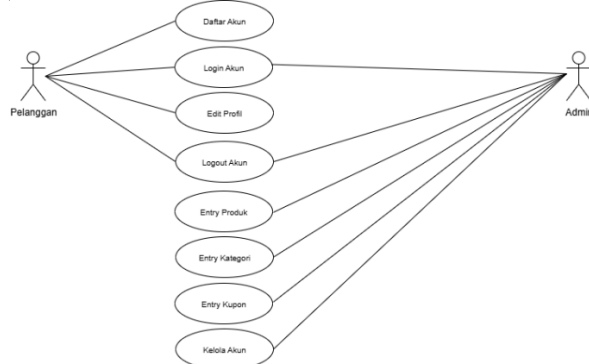 Daftar Akun
Login Akun
Pelanggan
Admin
Edit Profil
Logout Akun
Entry Produk
Entry Kategori
Entry Kupon
Kelola Akun